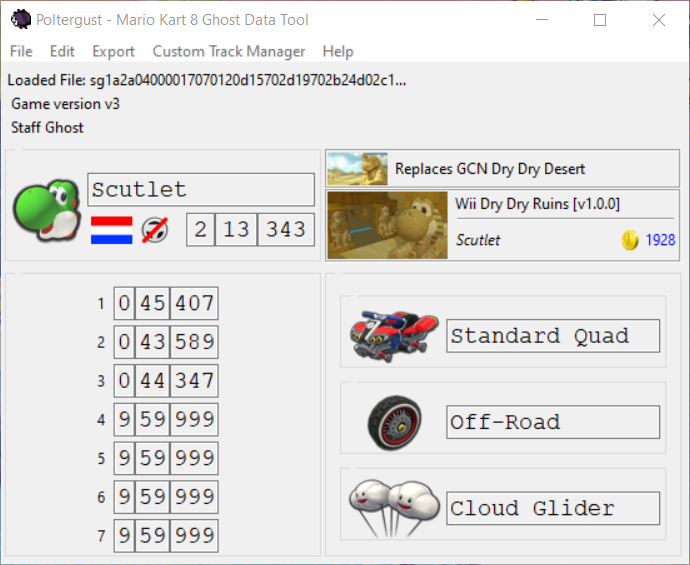 Poltergust - Mario Kart 8 Ghost Data Tool
File Edit Export Custom Track Manager Help
Loaded File: sg1a2a04000017070120d15702d19702b24d02c1...
Game version v3
Staff Ghost
Scutlet
2 13 343
Replaces GCN Dry Dry Desert
Wii Dry Dry Ruins [v1.0.0]
Scutlet 1928
1 0 45 407
2 0 43 589
3 0 44 347
4 9 59 999
5 9 59 999
6 9 59 999
7 9 59 999
Standard Quad
Off-Road
Cloud Glider